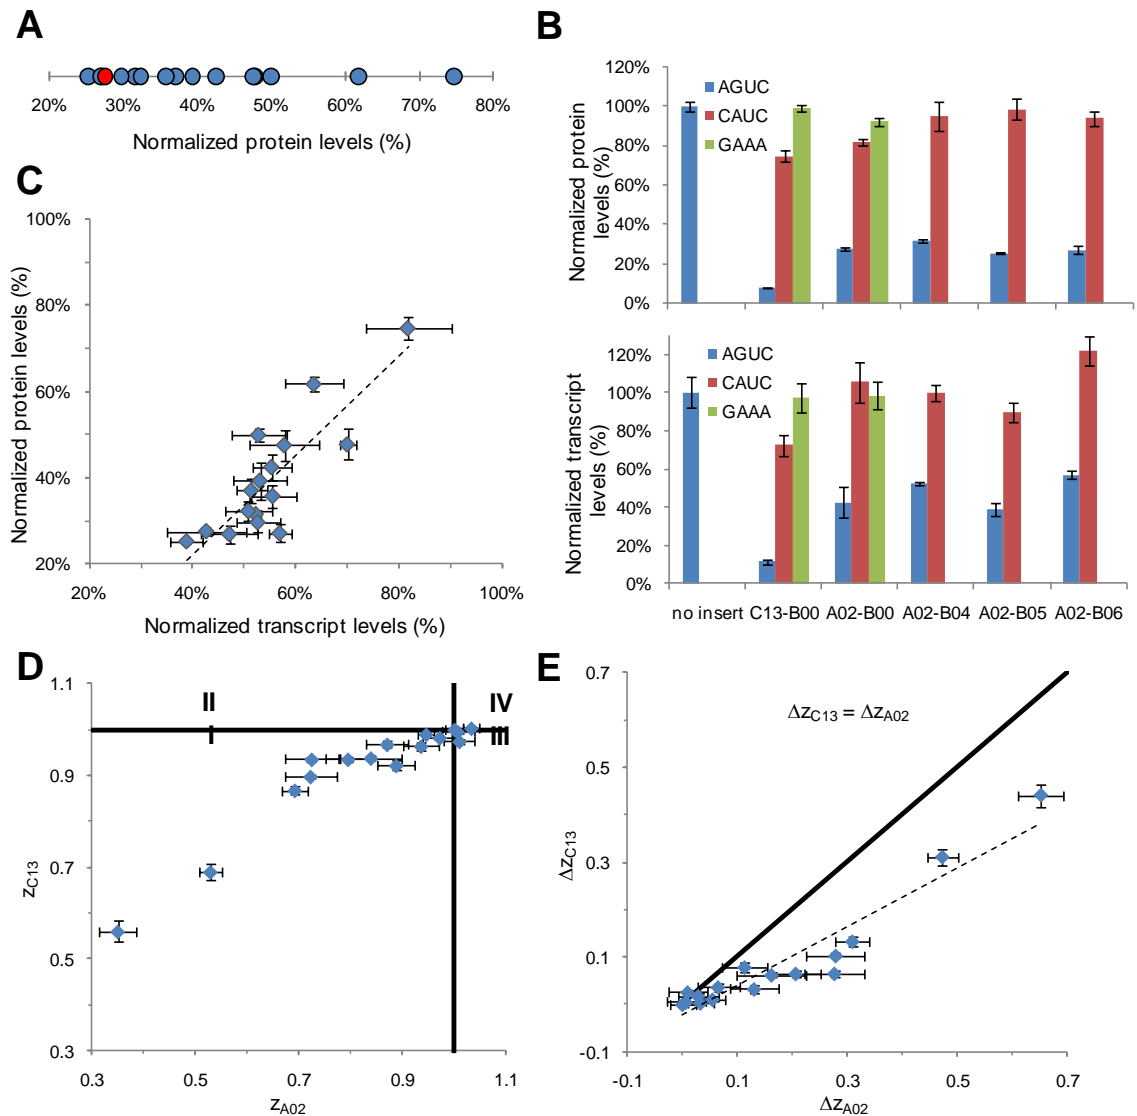 A
20% 30% 40% 50% 60% 70% 80%
Normalized protein levels (%)
B
Normalized protein levels (%)
120%
100%
80%
60%
40%
20%
0%
AGUC
CAUC
GAAA
Normalized transcript levels (%)
120%
100%
80%
60%
40%
20%
0%
AGUC
CAUC
GAAA
no insert C13-B00 A02-B00 A02-B04 A02-B05 A02-B06
C
Normalized protein levels (%)
100%
80%
60%
40%
20%
20% 40% 60% 80% 100%
Normalized transcript levels (%)
D
zC13
1.1
0.9
0.7
0.5
0.3
II IV
I III
0.3 0.5 0.7 0.9 1.1
zA02
E
ΔzC13
0.7
0.5
0.3
0.1
-0.1
ΔzC13 = ΔzA02
-0.1 0.1 0.3 0.5 0.7
ΔzA02